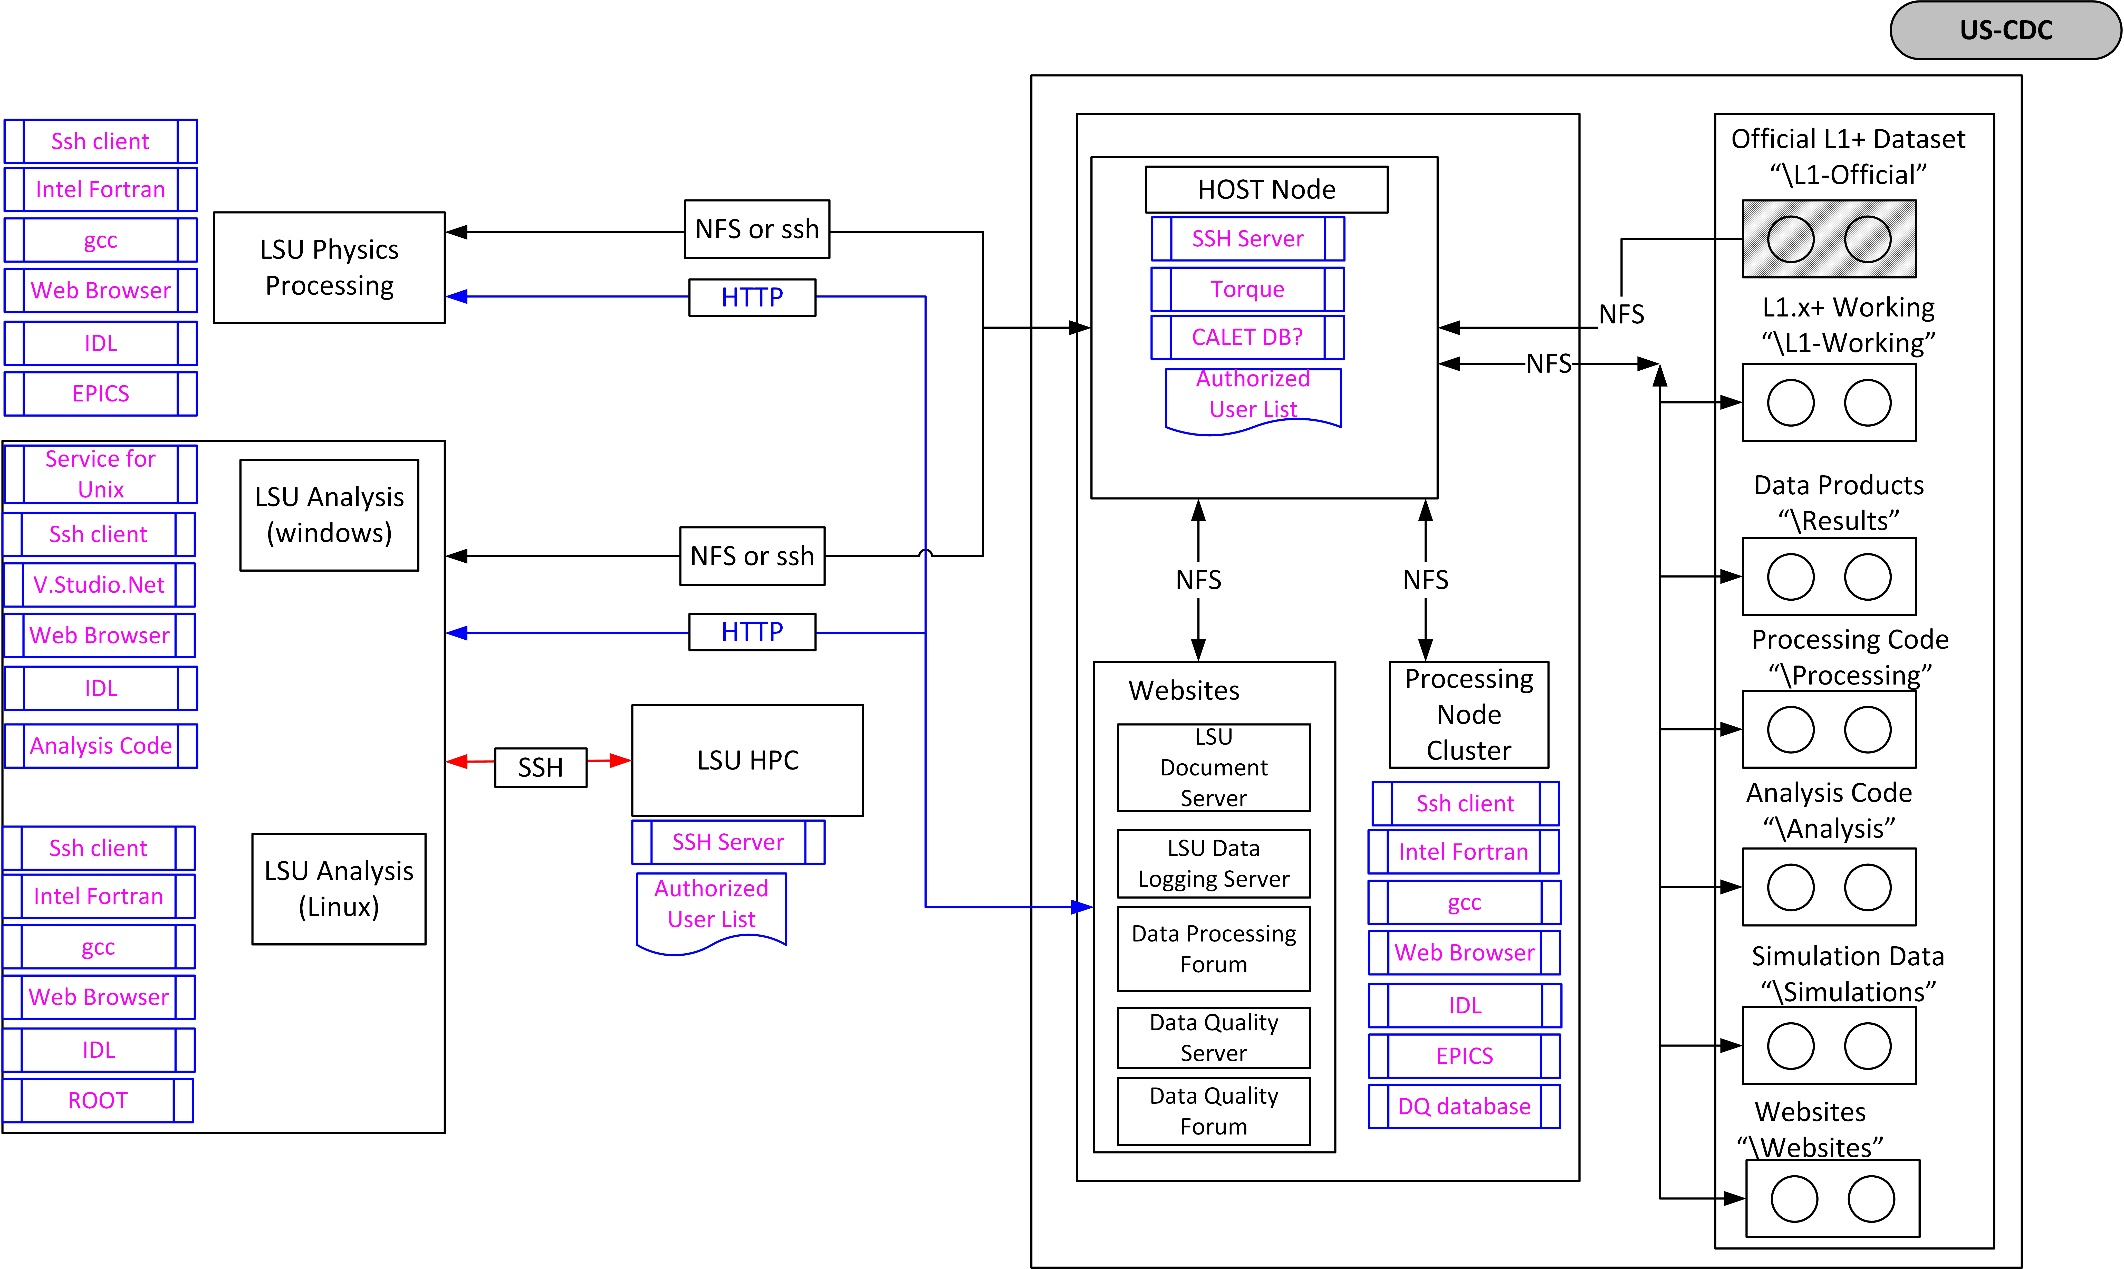 US-CDC
Ssh client
Intel Fortran
gcc
Web Browser
IDL
EPICS
LSU Physics
Processing
NFS or ssh
HTTP
Service for
Unix
Ssh client
V.Studio.Net
Web Browser
IDL
Analysis Code
LSU Analysis
(windows)
NFS or ssh
HTTP
SSH
LSU HPC
SSH Server
Authorized
User List
Ssh client
Intel Fortran
gcc
Web Browser
IDL
ROOT
LSU Analysis
(Linux)
HOST Node
SSH Server
Torque
CALET DB?
Authorized
User List
NFS
NFS
NFS
NFS
Websites
LSU
Document
Server
LSU Data
Logging Server
Data Processing
Forum
Data Quality
Server
Data Quality
Forum
Processing
Node
Cluster
Ssh client
Intel Fortran
gcc
Web Browser
IDL
EPICS
DQ database
Official L1+ Dataset
“\L1-Official”
L1.x+ Working
“\L1-Working”
Data Products
“\Results”
Processing Code
“\Processing”
Analysis Code
“\Analysis”
Simulation Data
“\Simulations”
Websites
“\Websites”